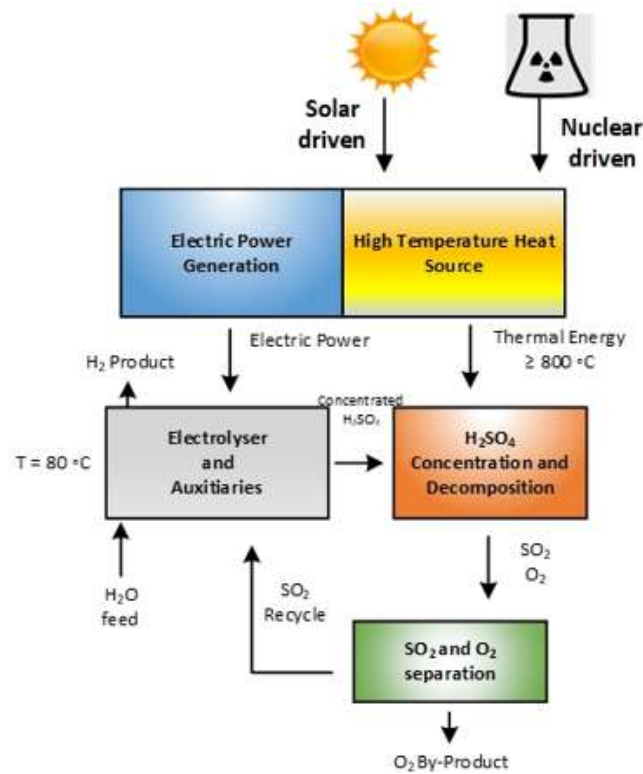 Solar
driven
Nuclear
driven
Electric Power
Generation
High Temperature Heat
Source
Electric Power
Thermal Energy
≥ 800 °C
H₂ Product
Concentrated
T = 80 °C
Electrolyser
and
Auxitiaries
H₂SO₄
Concentration and
Decomposition
H₂O
feed
SO₂
Recycle
SO₂
O₂
SO₂ and O₂
separation
O₂ By-Product